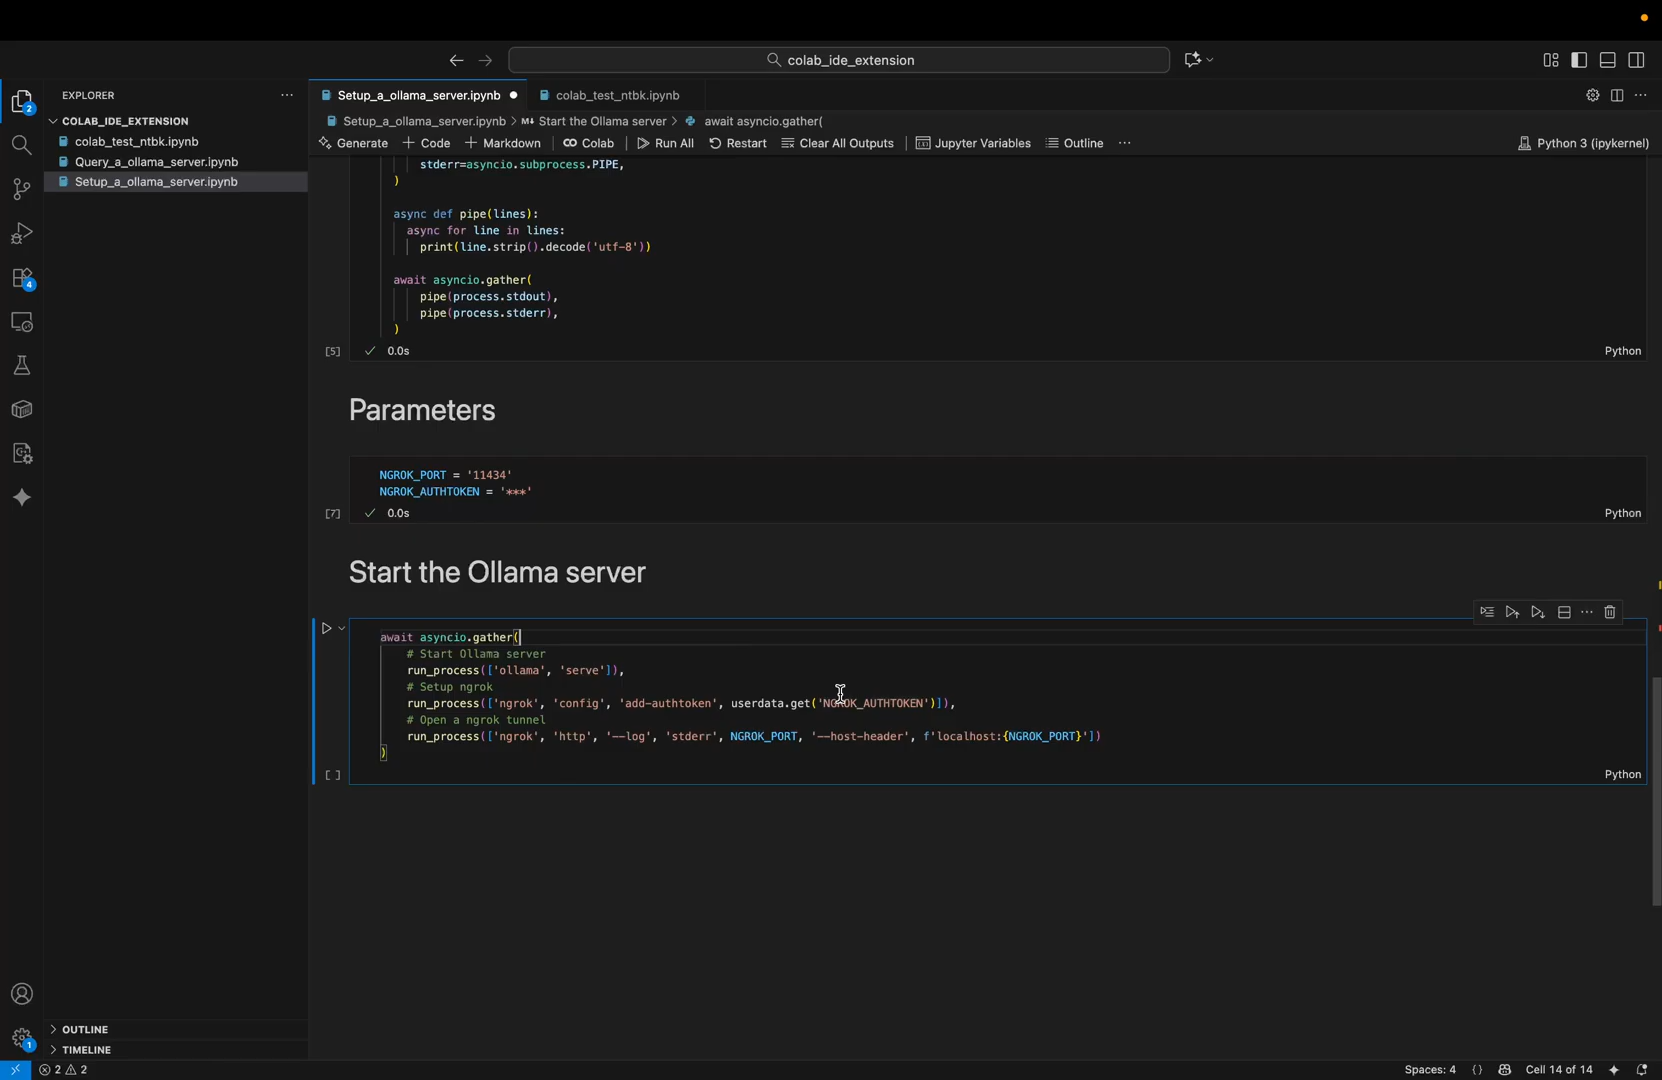 colab_ide_extension
EXPLORER
COLAB_IDE_EXTENSION
colab_test_ntbk.ipynb
Query_a_ollama_server.ipynb
Setup_a_ollama_server.ipynb
2
4
Setup_a_ollama_server.ipynb
colab_test_ntbk.ipynb
Setup_a_ollama_server.ipynb > M↓ Start the Ollama server > await asyncio.gather(
Generate + Code + Markdown Colab Run All Restart Clear All Outputs Jupyter Variables Outline ··· Python 3 (ipykernel)
stderr=asyncio.subprocess.PIPE,
)
async def pipe(lines):
async for line in lines:
print(line.strip().decode('utf-8'))
await asyncio.gather(
pipe(process.stdout),
pipe(process.stderr),
)
[5] ✓ 0.0s Python
Parameters
NGROK_PORT = '11434'
NGROK_AUTHTOKEN = '***'
[7] ✓ 0.0s Python
Start the Ollama server
await asyncio.gather(
# Start Ollama server
run_process(['ollama', 'serve']),
# Setup ngrok
run_process(['ngrok', 'config', 'add-authtoken', userdata.get('NGROK_AUTHTOKEN')]),
# Open a ngrok tunnel
run_process(['ngrok', 'http', '--log', 'stderr', NGROK_PORT, '--host-header', f'localhost:{NGROK_PORT}'])
)
[ ] Python
OUTLINE
1
TIMELINE
2 2 Spaces: 4 {} Cell 14 of 14